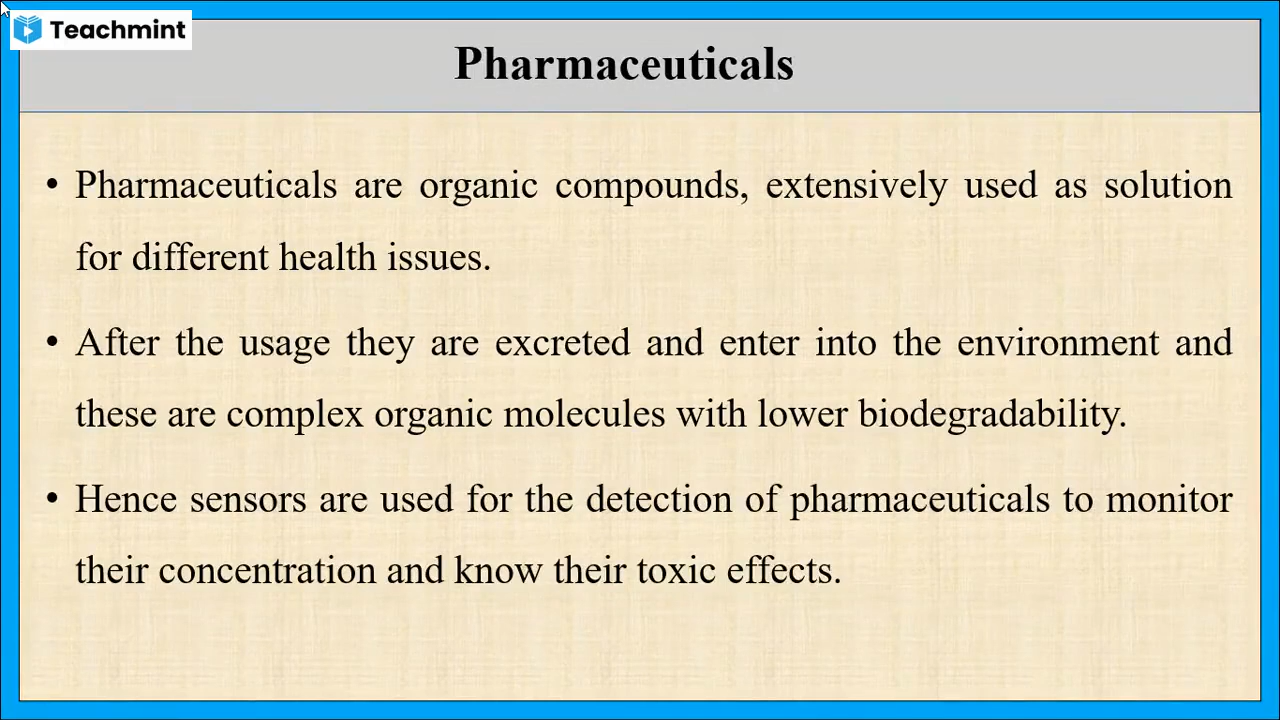 Teachmint
Pharmaceuticals
• Pharmaceuticals are organic compounds, extensively used as solution
for different health issues.
• After the usage they are excreted and enter into the environment and
these are complex organic molecules with lower biodegradability.
• Hence sensors are used for the detection of pharmaceuticals to monitor
their concentration and know their toxic effects.